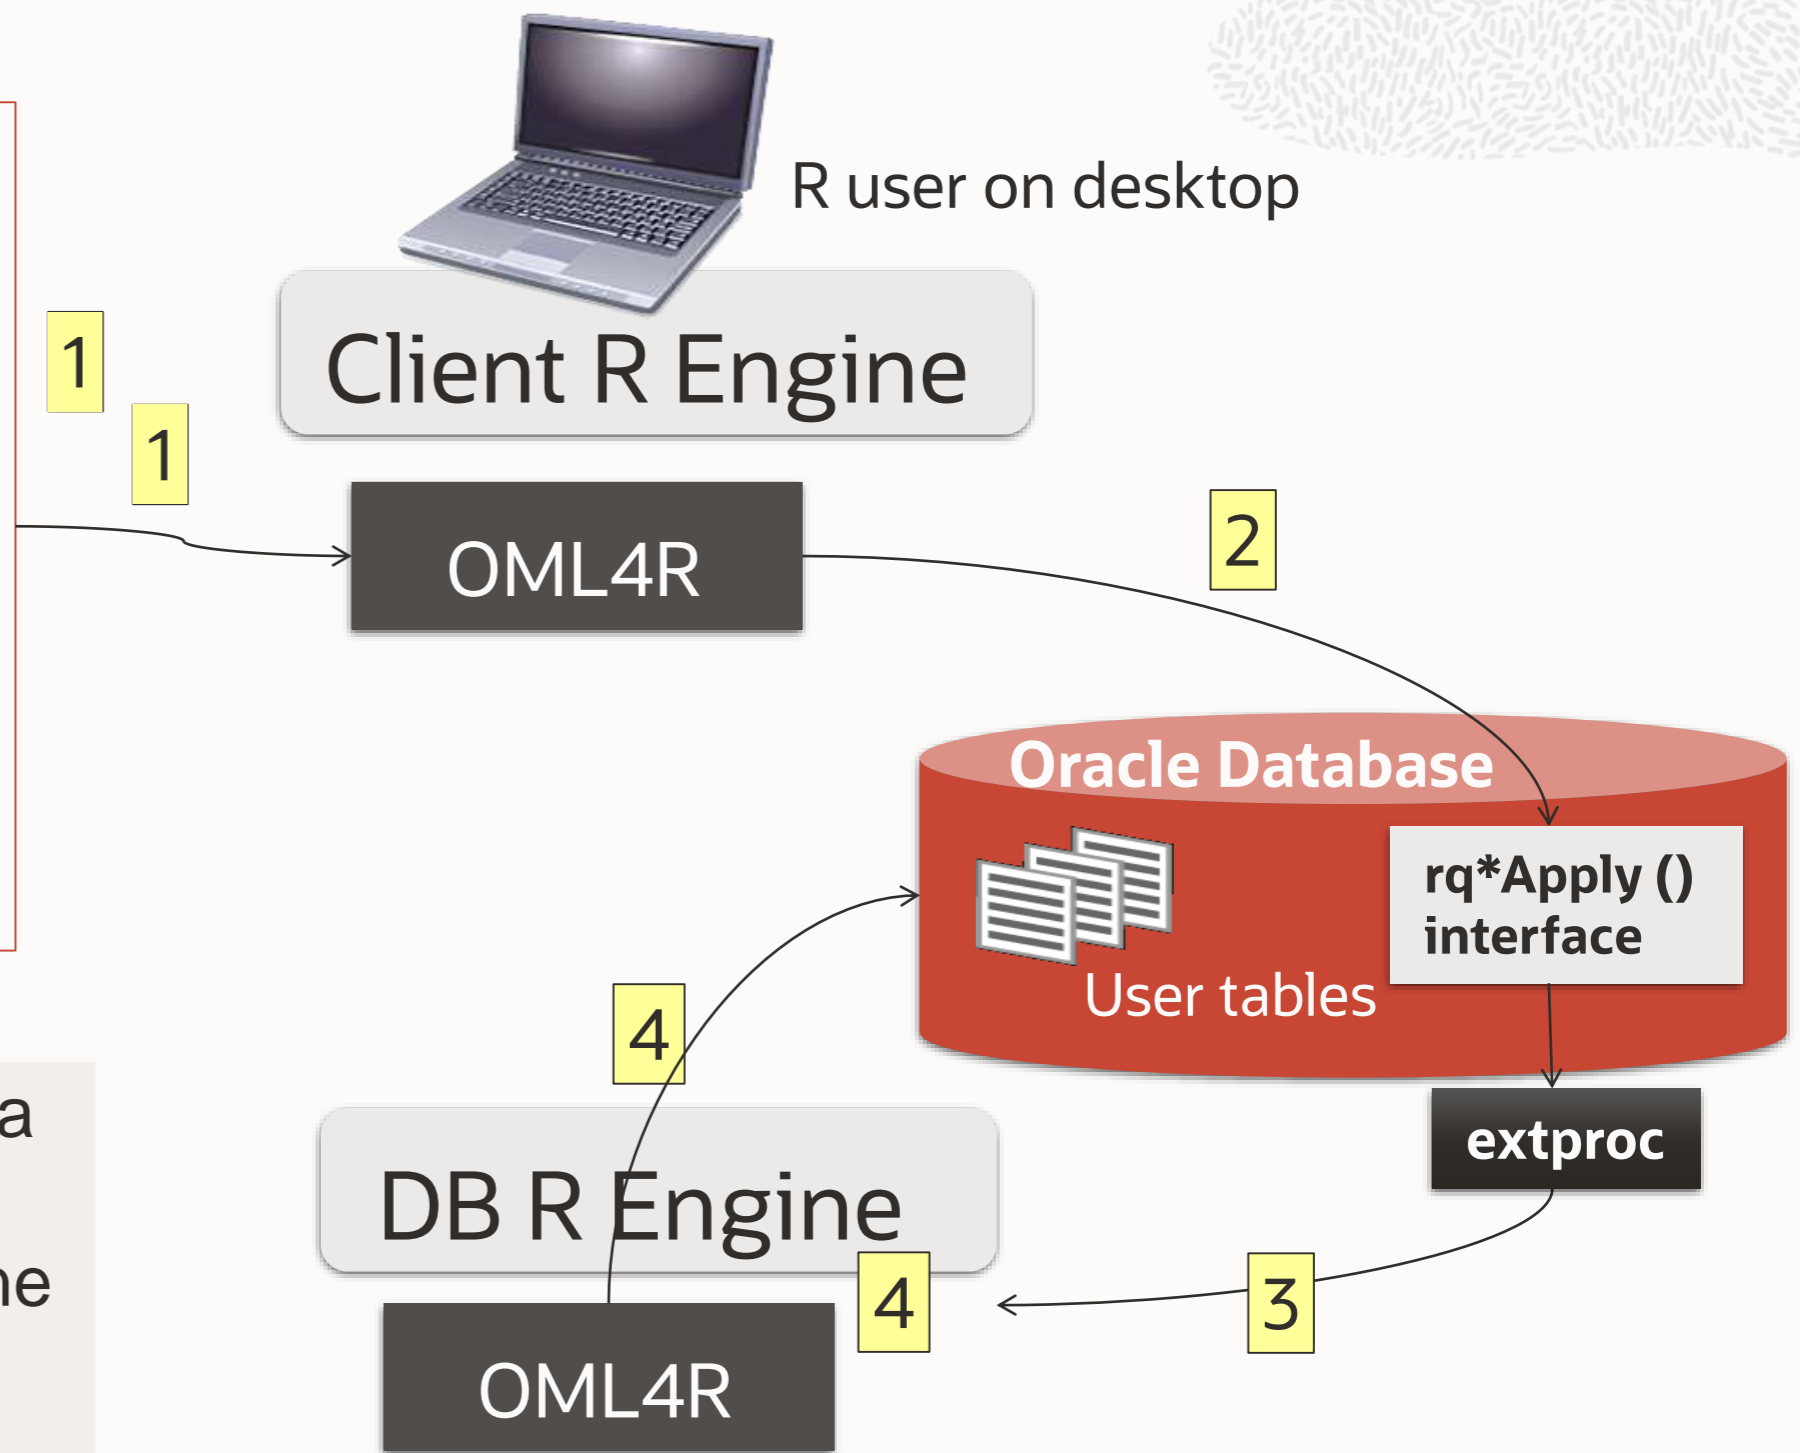 R user on desktop
1
Client R Engine
1
OML4R
2
Oracle Database
rq*Apply ()
interface
User tables
4
a
extproc
DB R Engine
ne
4
3
OML4R